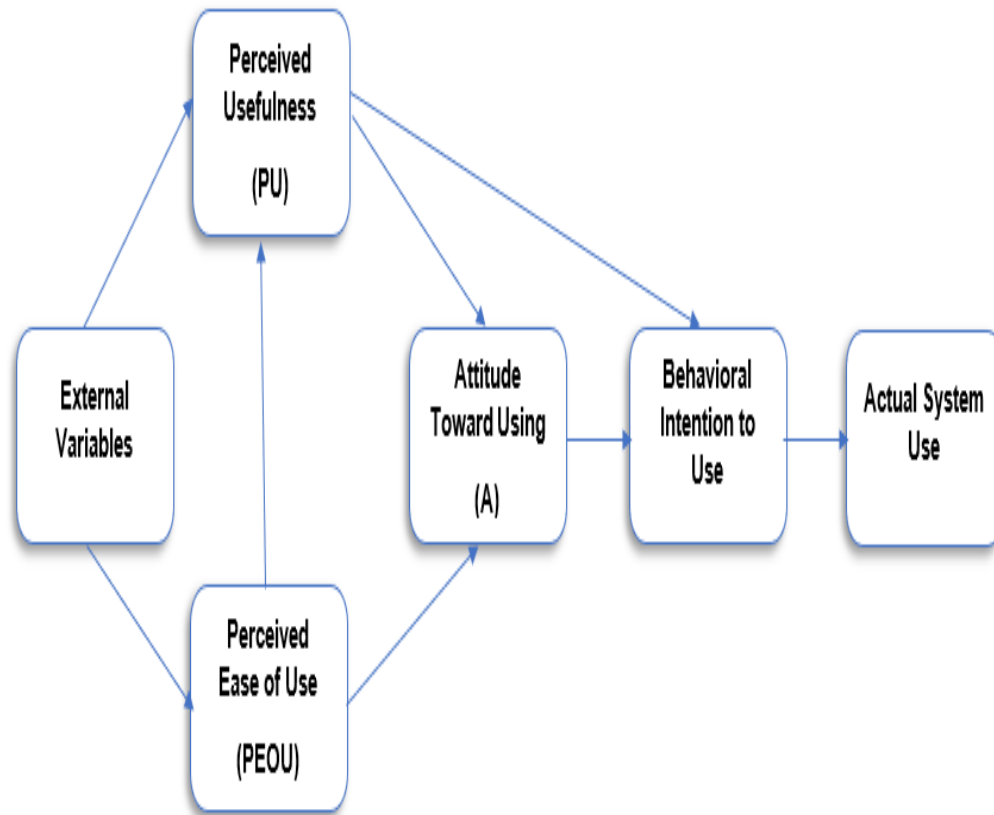 Perceived
Usefulness
(PU)
External
Variables
Attitude
Toward Using
(A)
Behavioral
Intention to
Use
Actual System
Use
Perceived
Ease of Use
(PEOU)